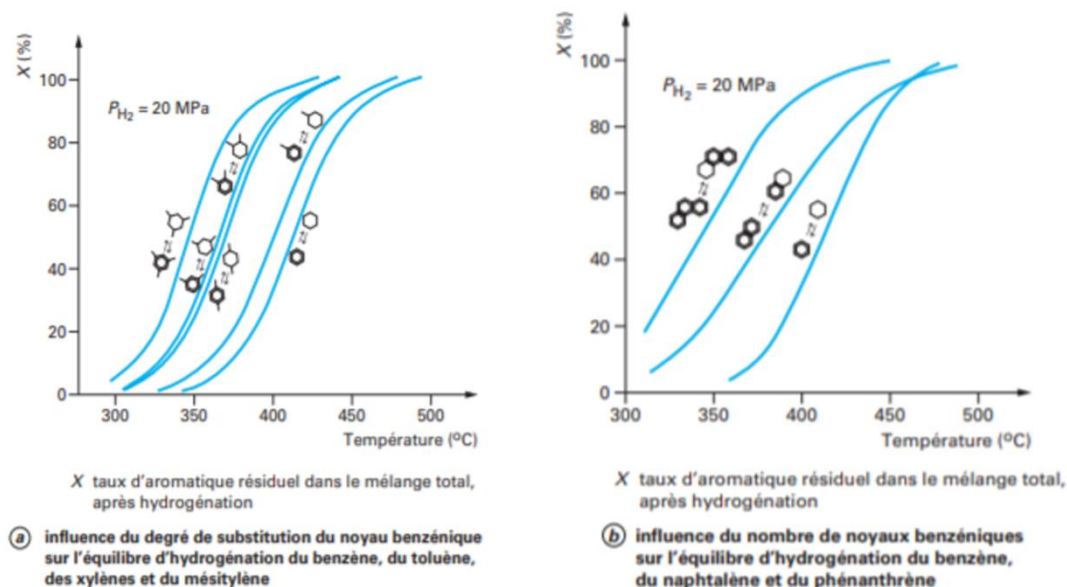 X (%)
100
80
60
40
20
0
P_H2 = 20 MPa
300 350 400 450 500
Température (°C)
X taux d'aromatique résiduel dans le mélange total,
après hydrogénation
ⓐ influence du degré de substitution du noyau benzénique
sur l'équilibre d'hydrogénation du benzène, du toluène,
des xylènes et du mésitylène
X (%)
100
80
60
40
20
0
P_H2 = 20 MPa
300 350 400 450 500
Température (°C)
X taux d'aromatique résiduel dans le mélange total,
après hydrogénation
ⓑ influence du nombre de noyaux benzéniques
sur l'équilibre d'hydrogénation du benzène,
du naphtalène et du phénanthrène